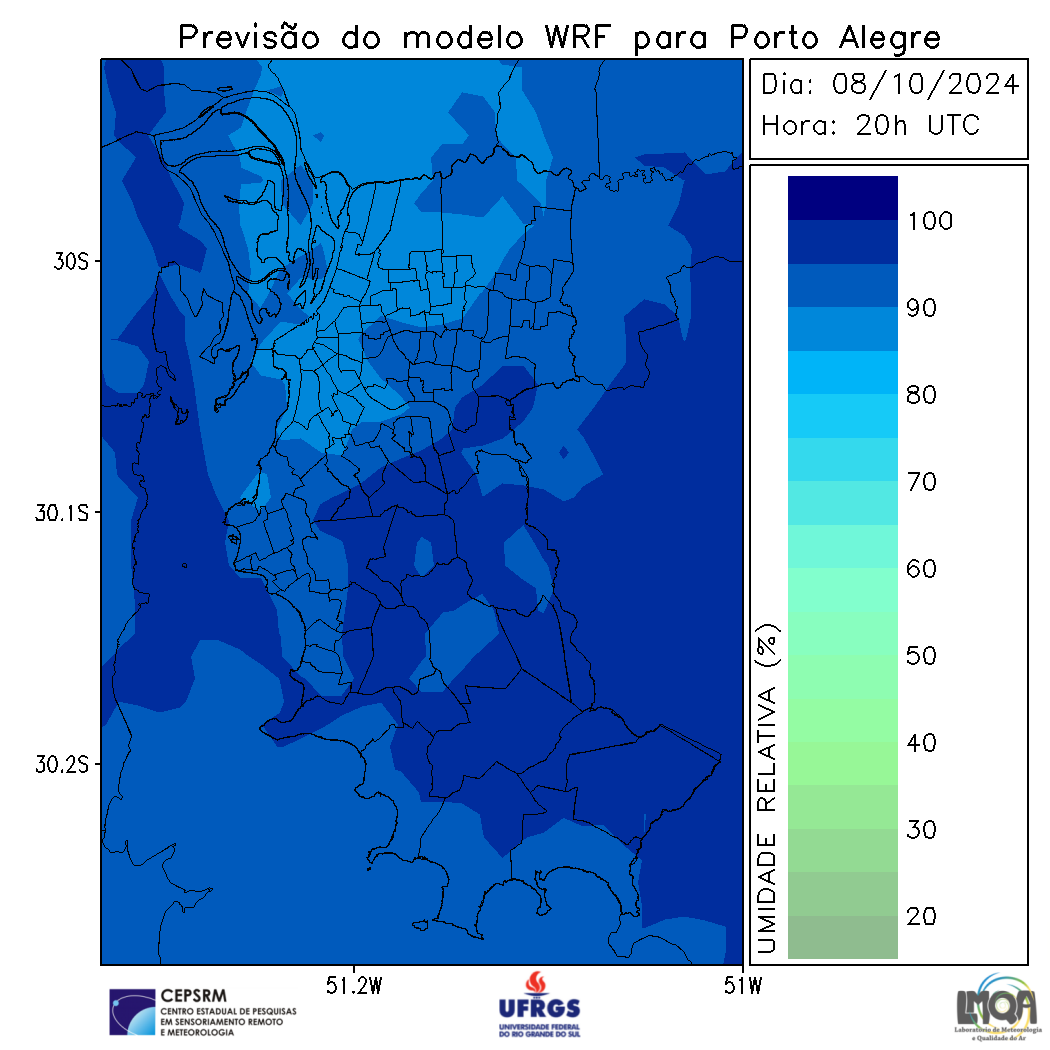 Previsão do modelo WRF para Porto Alegre
Dia: 08/10/2024
Hora: 20h UTC
30S
30.1S
30.2S
51.2W
51W
UMIDADE RELATIVA (%)
100
90
80
70
60
50
40
30
20
CEPSRM
CENTRO ESTADUAL DE PESQUISAS
EM SENSORIAMENTO REMOTO
E METEOROLOGIA
UFRGS
UNIVERSIDADE FEDERAL
DO RIO GRANDE DO SUL
LMQA
Laboratório de Meteorologia
e Qualidade do Ar